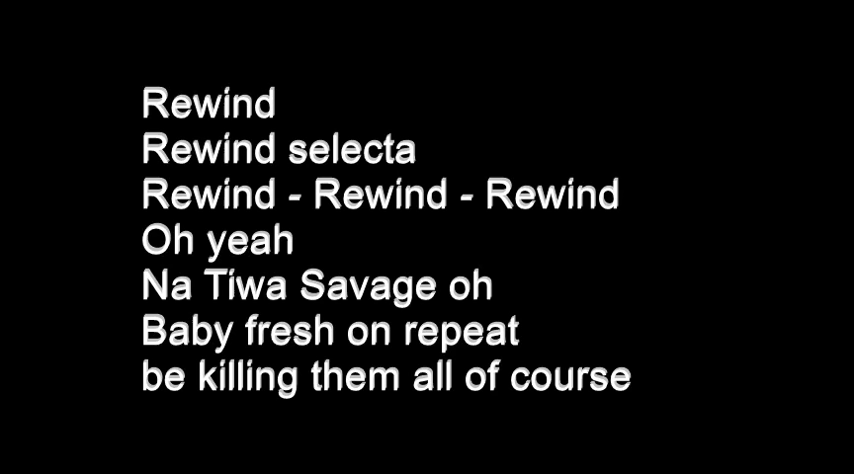 Rewind
Rewind selecta
Rewind - Rewind - Rewind
Oh yeah
Na Tiwa Savage oh
Baby fresh on repeat
be killing them all of course